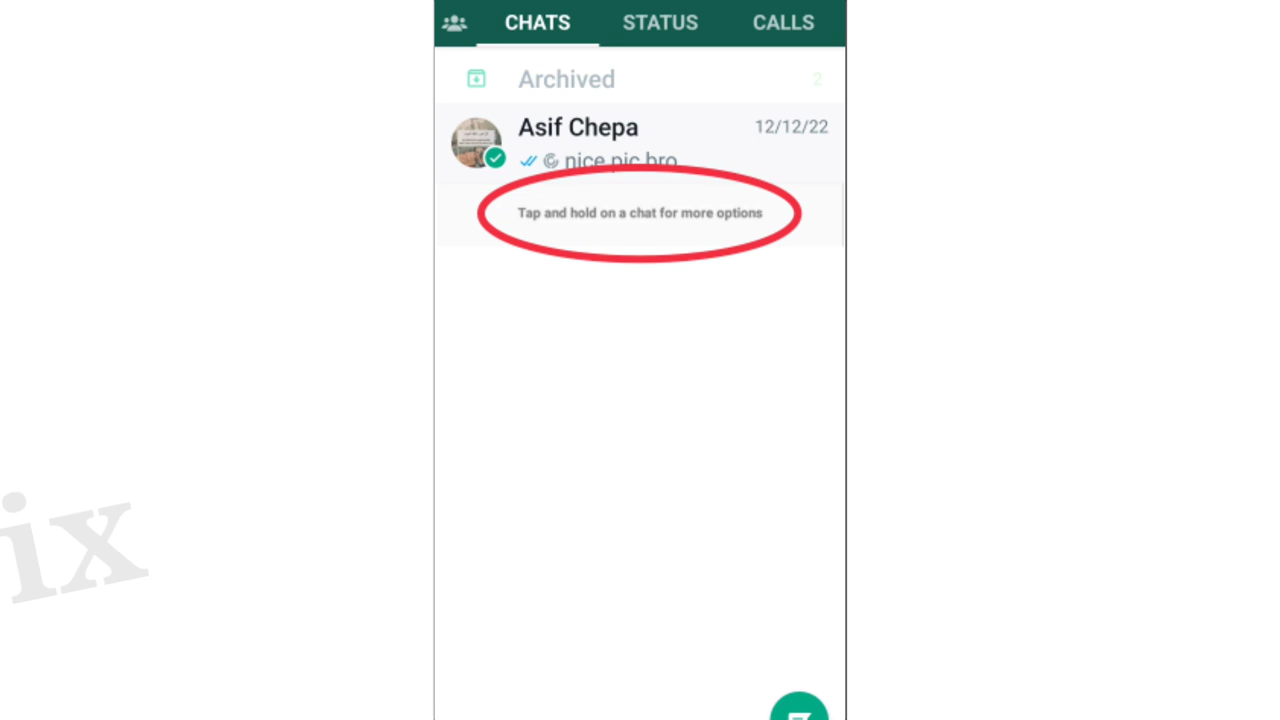 CHATS STATUS CALLS
Archived 2
Asif Chepa 12/12/22
nice pic bro
Tap and hold on a chat for more options
ix